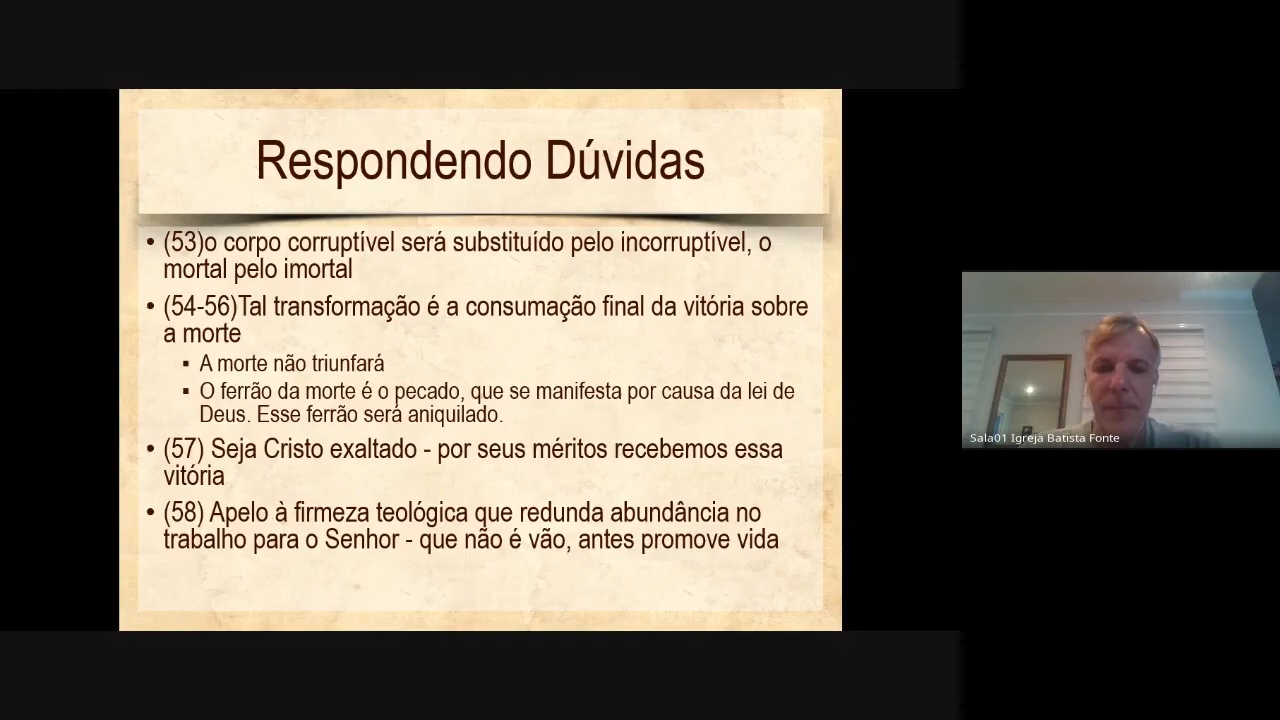 Respondendo Dúvidas
• (53)o corpo corruptível será substituído pelo incorruptível, o
mortal pelo imortal
• (54-56)Tal transformação é a consumação final da vitória sobre
a morte
▪ A morte não triunfará
▪ O ferrão da morte é o pecado, que se manifesta por causa da lei de
Deus. Esse ferrão será aniquilado.
• (57) Seja Cristo exaltado - por seus méritos recebemos essa
vitória
• (58) Apelo à firmeza teológica que redunda abundância no
trabalho para o Senhor - que não é vão, antes promove vida
Sala01 Igreja Batista Fonte